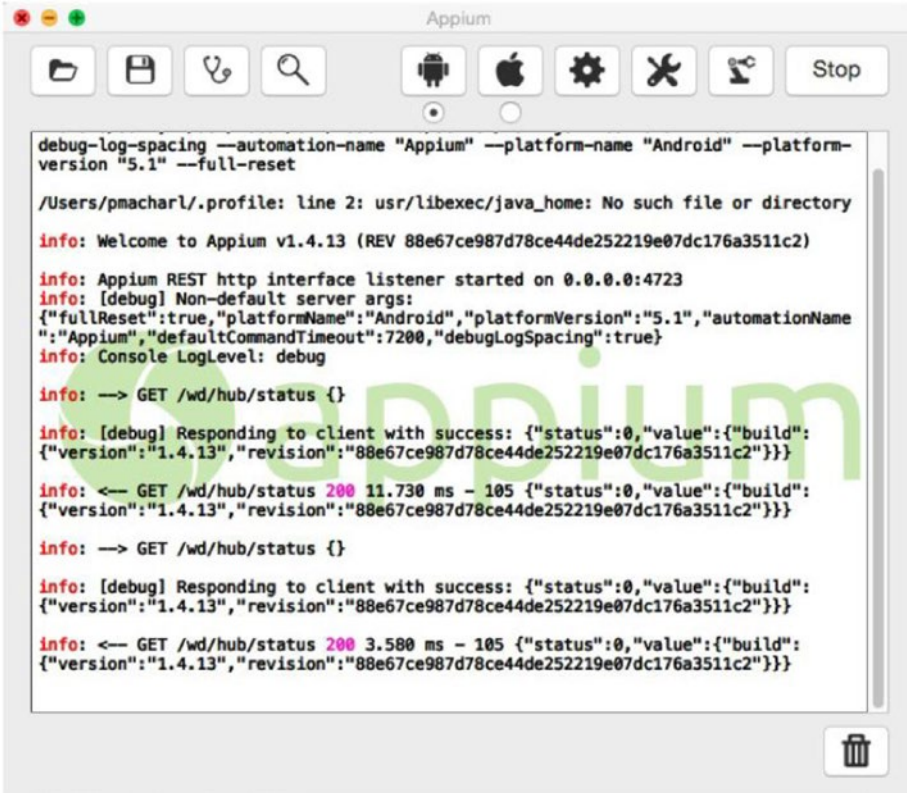 Appium
Stop
debug-log-spacing --automation-name "Appium" --platform-name "Android" --platform-
version "5.1" --full-reset
/Users/pmacharl/.profile: line 2: usr/libexec/java_home: No such file or directory
info: Welcome to Appium v1.4.13 (REV 88e67ce987d78ce44de252219e07dc176a3511c2)
info: Appium REST http interface listener started on 0.0.0.0:4723
info: [debug] Non-default server args:
{"fullReset":true,"platformName":"Android","platformVersion":"5.1","automationName
":"Appium","defaultCommandTimeout":7200,"debugLogSpacing":true}
info: Console LogLevel: debug
info: --> GET /wd/hub/status {}
info: [debug] Responding to client with success: {"status":0,"value":{"build":
{"version":"1.4.13","revision":"88e67ce987d78ce44de252219e07dc176a3511c2"}}}
info: <-- GET /wd/hub/status 200 11.730 ms - 105 {"status":0,"value":{"build":
{"version":"1.4.13","revision":"88e67ce987d78ce44de252219e07dc176a3511c2"}}}
info: --> GET /wd/hub/status {}
info: [debug] Responding to client with success: {"status":0,"value":{"build":
{"version":"1.4.13","revision":"88e67ce987d78ce44de252219e07dc176a3511c2"}}}
info: <-- GET /wd/hub/status 200 3.580 ms - 105 {"status":0,"value":{"build":
{"version":"1.4.13","revision":"88e67ce987d78ce44de252219e07dc176a3511c2"}}}
appium